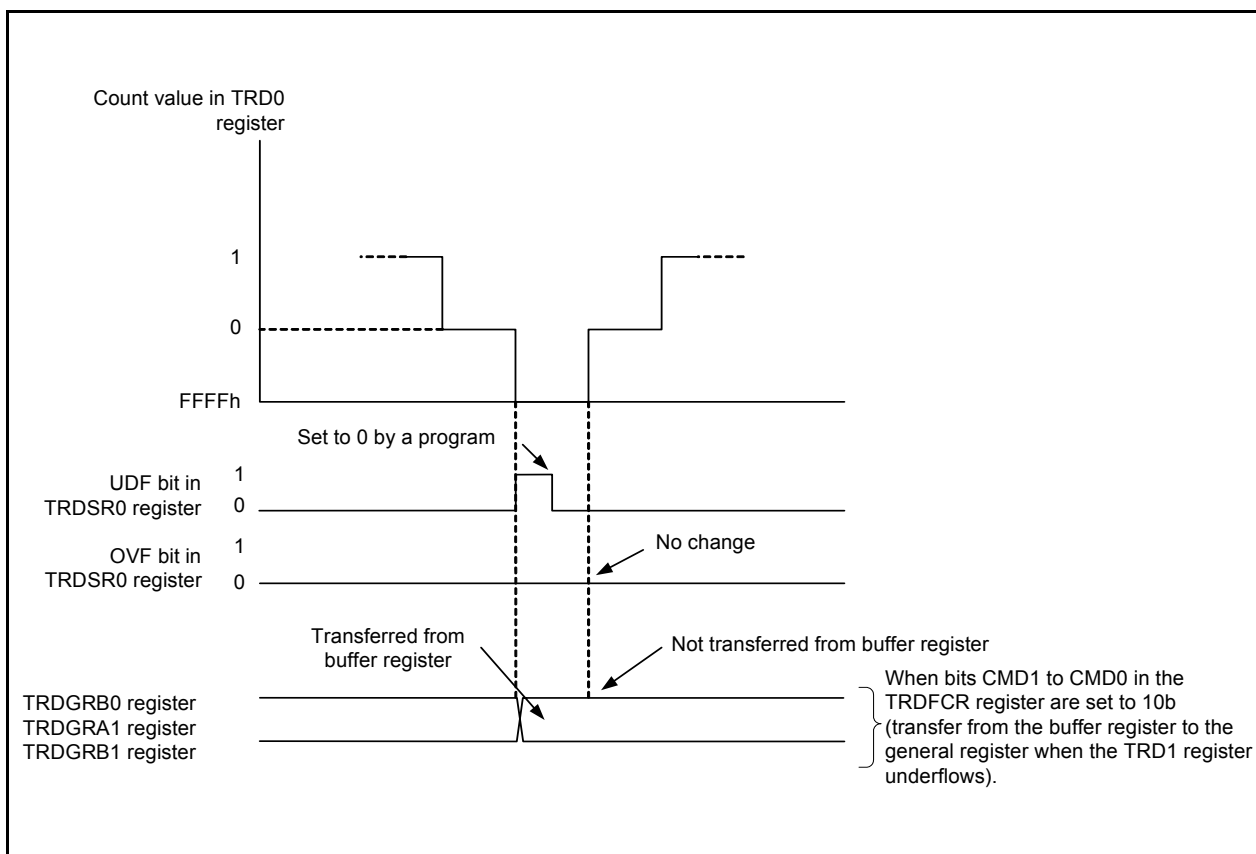 Count value in TRD0
register
1
0
FFFFh
Set to 0 by a program
UDF bit in
TRDSR0 register
1
0
OVF bit in
TRDSR0 register
1
0
No change
Transferred from
buffer register
Not transferred from buffer register
TRDGRB0 register
TRDGRA1 register
TRDGRB1 register
When bits CMD1 to CMD0 in the
TRDFCR register are set to 10b
(transfer from the buffer register to the
general register when the TRD1 register
underflows).